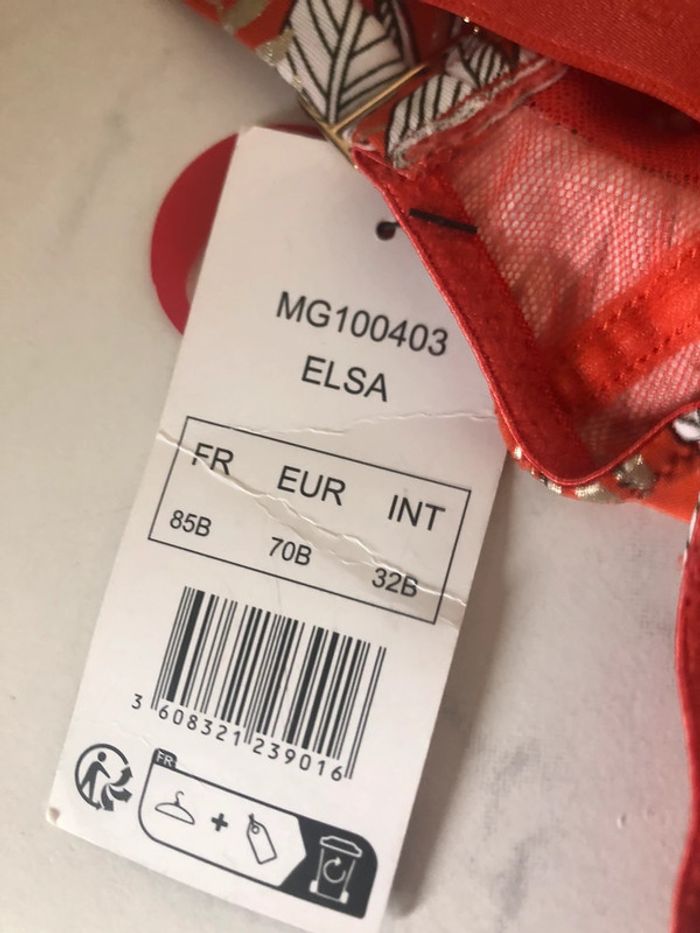 MG100403
ELSA
FR EUR INT
85B 70B 32B
3 608321 239016
FR